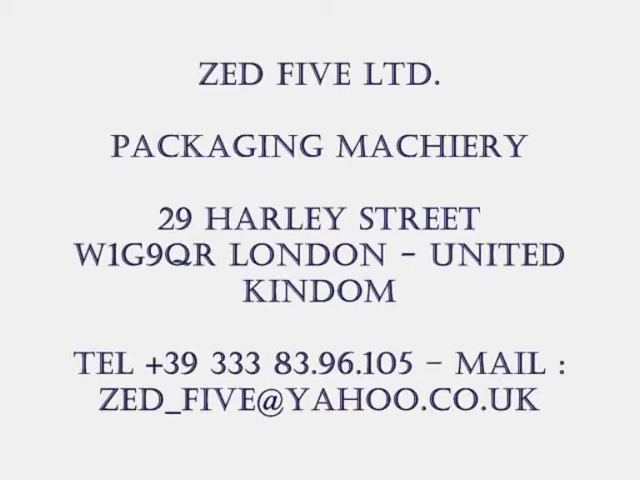 ZED FIVE LTD.
PACKAGING MACHIERY
29 HARLEY STREET
W1G9QR LONDON - UNITED
KINDOM
TEL +39 333 83.96.105 - MAIL :
ZED_FIVE@YAHOO.CO.UK